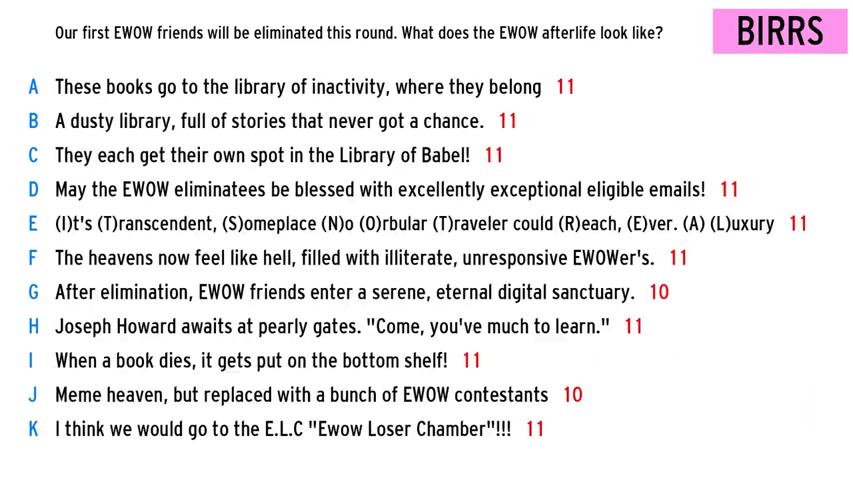 Our first EWOW friends will be eliminated this round. What does the EWOW afterlife look like?
BIRRS
A These books go to the library of inactivity, where they belong 11
B A dusty library, full of stories that never got a chance. 11
C They each get their own spot in the Library of Babel! 11
D May the EWOW eliminatees be blessed with excellently exceptional eligible emails! 11
E (I)t's (T)ranscendent, (S)omeplace (N)o (O)rbular (T)raveler could (R)each, (E)ver. (A) (L)uxury 11
F The heavens now feel like hell, filled with illiterate, unresponsive EWOWer's. 11
G After elimination, EWOW friends enter a serene, eternal digital sanctuary. 10
H Joseph Howard awaits at pearly gates. "Come, you've much to learn." 11
I When a book dies, it gets put on the bottom shelf! 11
J Meme heaven, but replaced with a bunch of EWOW contestants 10
K I think we would go to the E.L.C "Ewow Loser Chamber"!!! 11